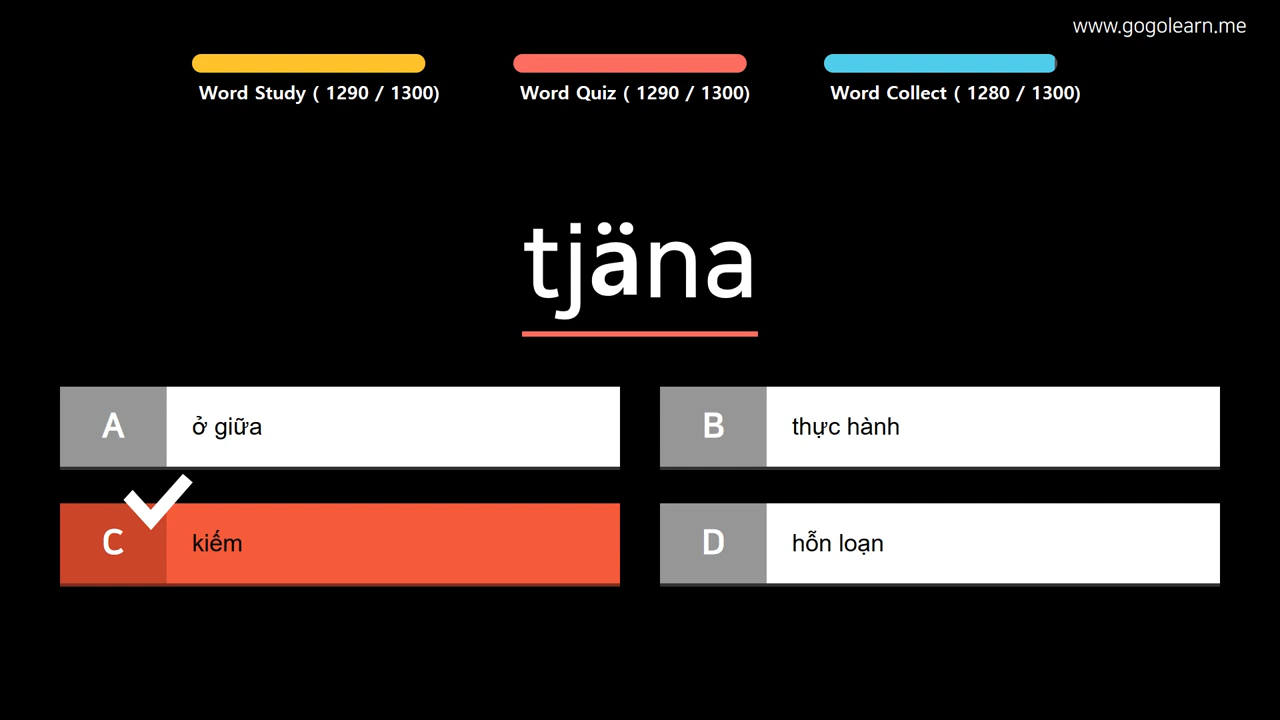 www.gogolearn.me
Word Study ( 1290 / 1300)
Word Quiz ( 1290 / 1300)
Word Collect ( 1280 / 1300)
tjäna
A ở giữa
B thực hành
C kiếm
D hỗn loạn